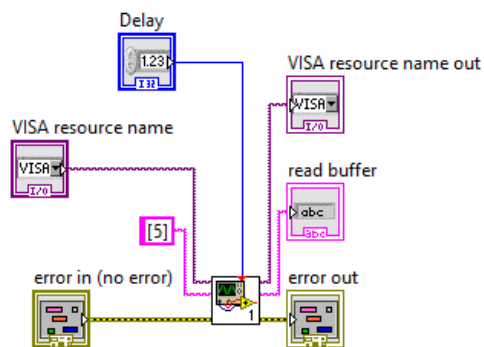 Delay
1.23
I32
VISA resource name out
VISA
I/O
VISA resource name
VISA
I/O
read buffer
abc
abc
[5]
error in (no error)
error out
1